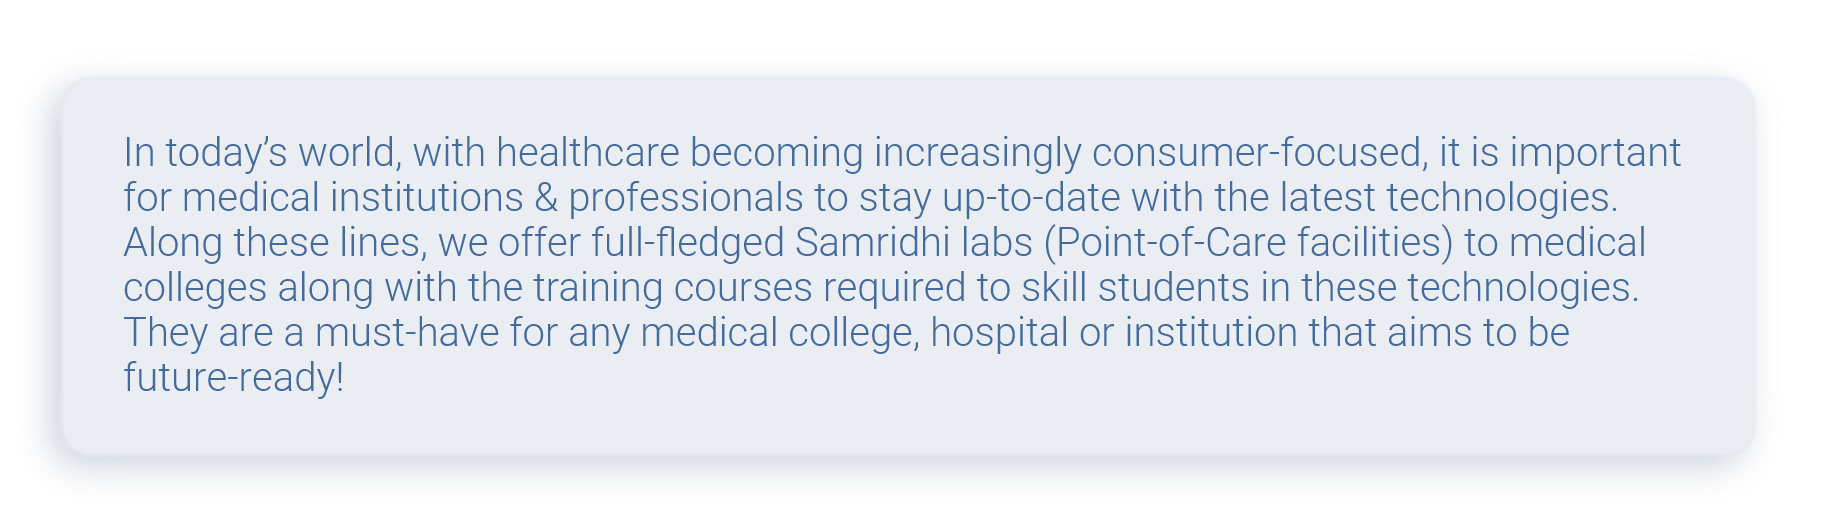 In today’s world, with healthcare becoming increasingly consumer-focused, it is important
for medical institutions & professionals to stay up-to-date with the latest technologies.
Along these lines, we offer full-fledged Samridhi labs (Point-of-Care facilities) to medical
colleges along with the training courses required to skill students in these technologies.
They are a must-have for any medical college, hospital or institution that aims to be
future-ready!